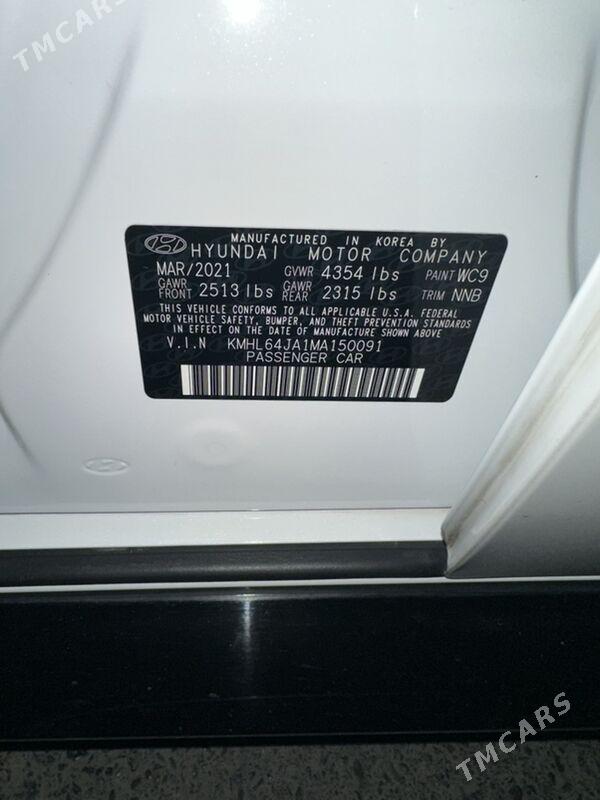 TMCARS
MANUFACTURED IN KOREA BY
HYUNDAI MOTOR COMPANY
MAR/2021 GVWR 4354 lbs PAINT WC9
GAWR FRONT 2513 lbs GAWR REAR 2315 lbs TRIM NNB
THIS VEHICLE CONFORMS TO ALL APPLICABLE U.S.A. FEDERAL
MOTOR VEHICLE SAFETY, BUMPER, AND THEFT PREVENTION STANDARDS
IN EFFECT ON THE DATE OF MANUFACTURE SHOWN ABOVE
V.I.N KMHL64JA1MA150091
PASSENGER CAR
TMCARS